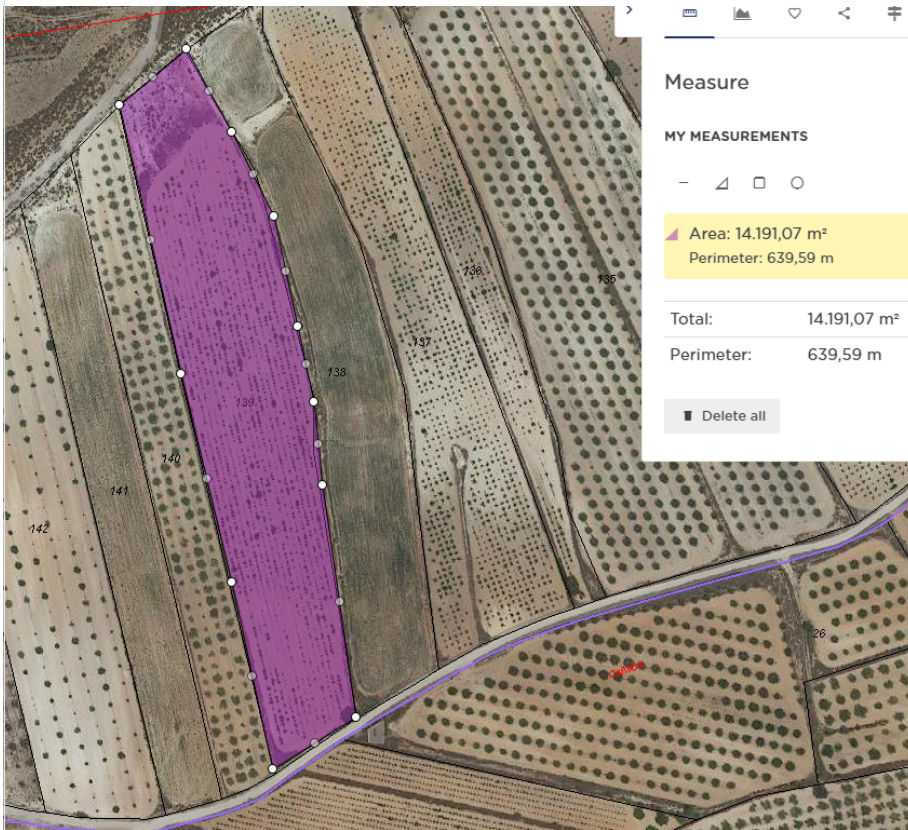 Measure
MY MEASUREMENTS
Area: 14.191,07 m²
Perimeter: 639,59 m
Total: 14.191,07 m²
Perimeter: 639,59 m
Delete all
136
135
137
138
139
140
141
142
26